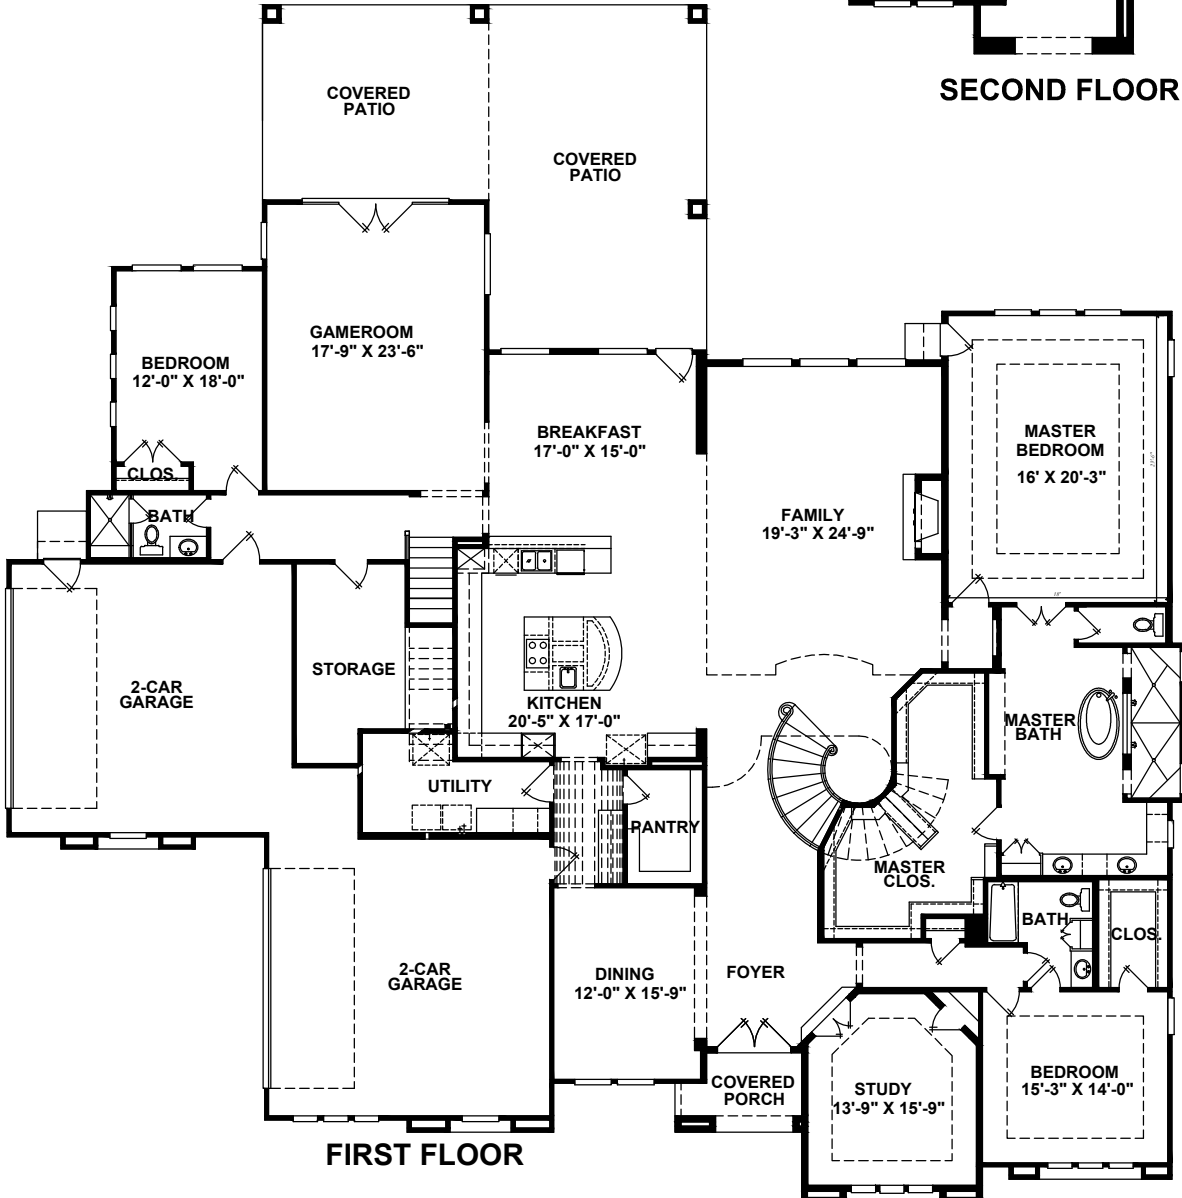 SECOND FLOOR
COVERED
PATIO
COVERED
PATIO
GAMEROOM
17'-9" X 23'-6"
BEDROOM
12'-0" X 18'-0"
CLOS.
BATH
BREAKFAST
17'-0" X 15'-0"
FAMILY
19'-3" X 24'-9"
MASTER
BEDROOM
16' X 20'-3"
STORAGE
2-CAR
GARAGE
KITCHEN
20'-5" X 17'-0"
MASTER
BATH
UTILITY
PANTRY
MASTER
CLOS.
BATH
CLOS.
2-CAR
GARAGE
DINING
12'-0" X 15'-9"
FOYER
COVERED
PORCH
STUDY
13'-9" X 15'-9"
BEDROOM
15'-3" X 14'-0"
FIRST FLOOR